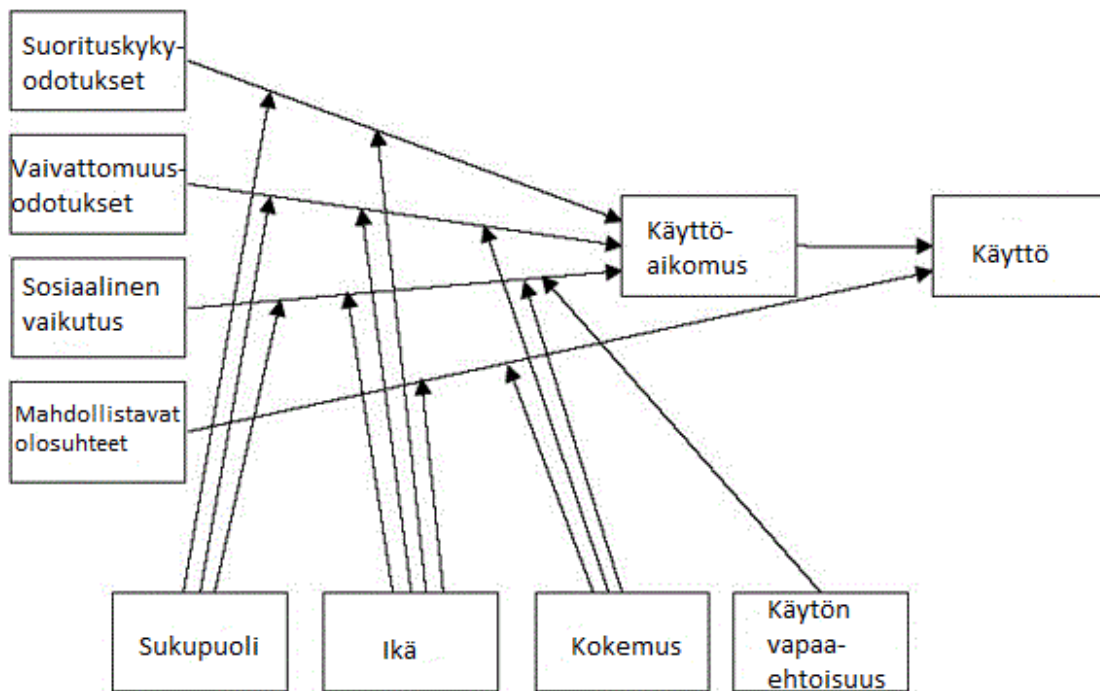 Suorituskyky-
odotukset
Vaivattomuus-
odotukset
Sosiaalinen
vaikutus
Mahdollistavat
olosuhteet
Käyttö-
aikomus
Käyttö
Sukupuoli
Ikä
Kokemus
Käytön
vapaa-
ehtoisuus